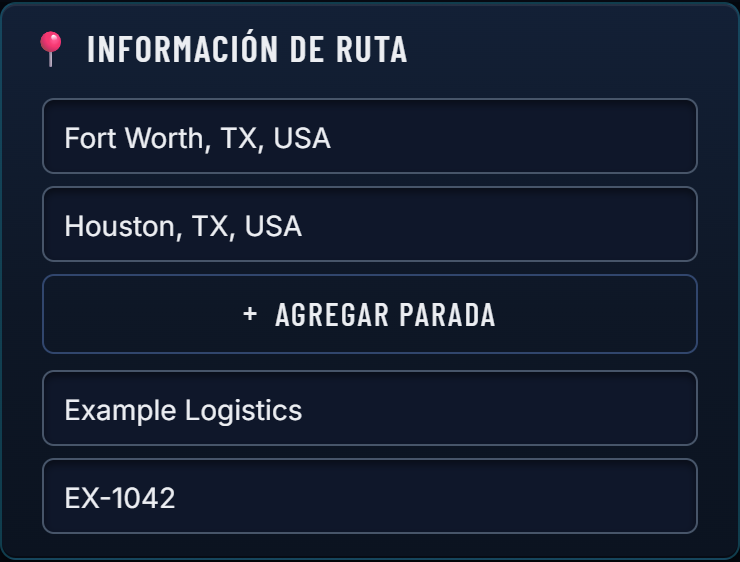 INFORMACIÓN DE RUTA
Fort Worth, TX, USA
Houston, TX, USA
+ AGREGAR PARADA
Example Logistics
EX-1042